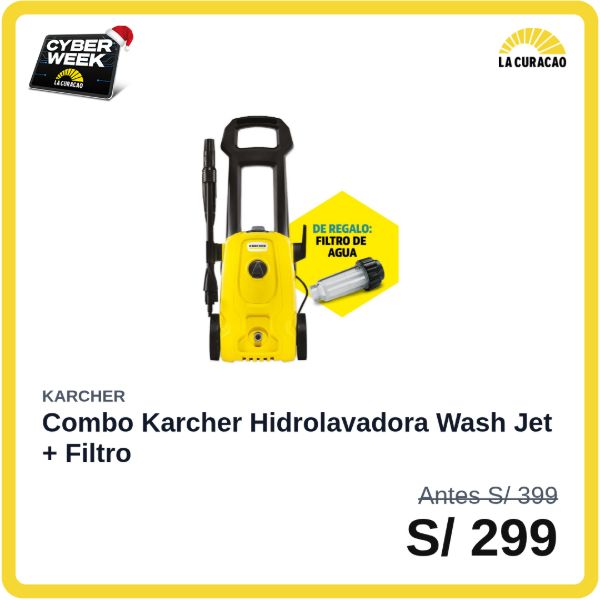 CYBER
WEEK
LA CURACAO
LA CURACAO
DE REGALO:
FILTRO DE
AGUA
KARCHER
KARCHER
Combo Karcher Hidrolavadora Wash Jet
+ Filtro
Antes S/ 399
S/ 299